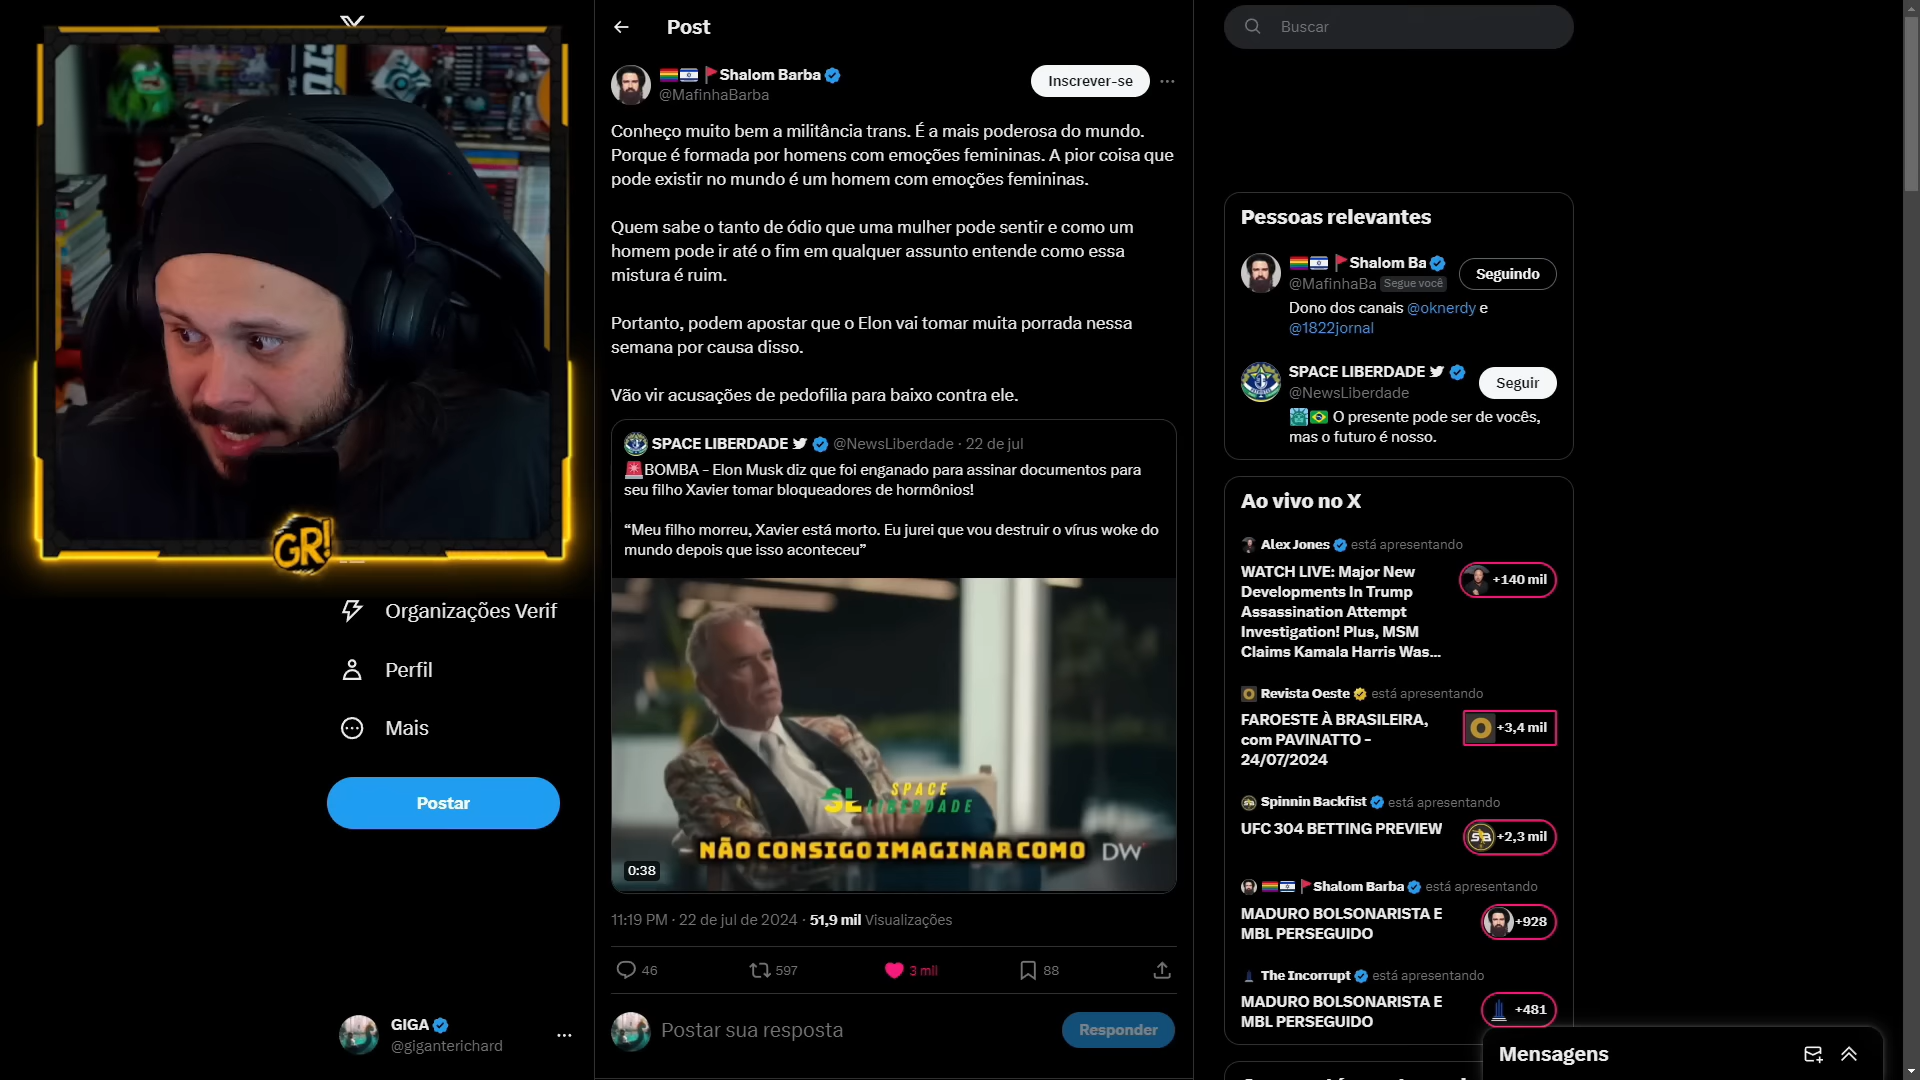 Post
Buscar
Shalom Barba
@MafinhaBarba
Inscrever-se
Conheço muito bem a militância trans. É a mais poderosa do mundo.
Porque é formada por homens com emoções femininas. A pior coisa que
pode existir no mundo é um homem com emoções femininas.
Quem sabe o tanto de ódio que uma mulher pode sentir e como um
homem pode ir até o fim em qualquer assunto entende como essa
mistura é ruim.
Portanto, podem apostar que o Elon vai tomar muita porrada nessa
semana por causa disso.
Vão vir acusações de pedofilia para baixo contra ele.
SPACE LIBERDADE @NewsLiberdade · 22 de jul
BOMBA - Elon Musk diz que foi enganado para assinar documentos para
seu filho Xavier tomar bloqueadores de hormônios!
“Meu filho morreu, Xavier está morto. Eu jurei que vou destruir o vírus woke do
mundo depois que isso aconteceu”
SL SPACE
LIBERDADE
NÃO CONSIGO IMAGINAR COMO
DW
0:38
11:19 PM · 22 de jul de 2024 · 51,9 mil Visualizações
46
597
3 mil
88
Postar sua resposta
Responder
GR!
Organizações Verif
Perfil
Mais
Postar
GIGA
@giganterichard
Pessoas relevantes
Shalom Ba
@MafinhaBa Segue você
Seguindo
Dono dos canais @oknerdy e
@1822jornal
SPACE LIBERDADE
@NewsLiberdade
Seguir
O presente pode ser de vocês,
mas o futuro é nosso.
Ao vivo no X
Alex Jones está apresentando
WATCH LIVE: Major New
Developments In Trump
Assassination Attempt
Investigation! Plus, MSM
Claims Kamala Harris Was...
+140 mil
Revista Oeste está apresentando
FAROESTE À BRASILEIRA,
com PAVINATTO -
24/07/2024
+3,4 mil
Spinnin Backfist está apresentando
UFC 304 BETTING PREVIEW
+2,3 mil
Shalom Barba está apresentando
MADURO BOLSONARISTA E
MBL PERSEGUIDO
+928
The Incorrupt está apresentando
MADURO BOLSONARISTA E
MBL PERSEGUIDO
+481
Mensagens